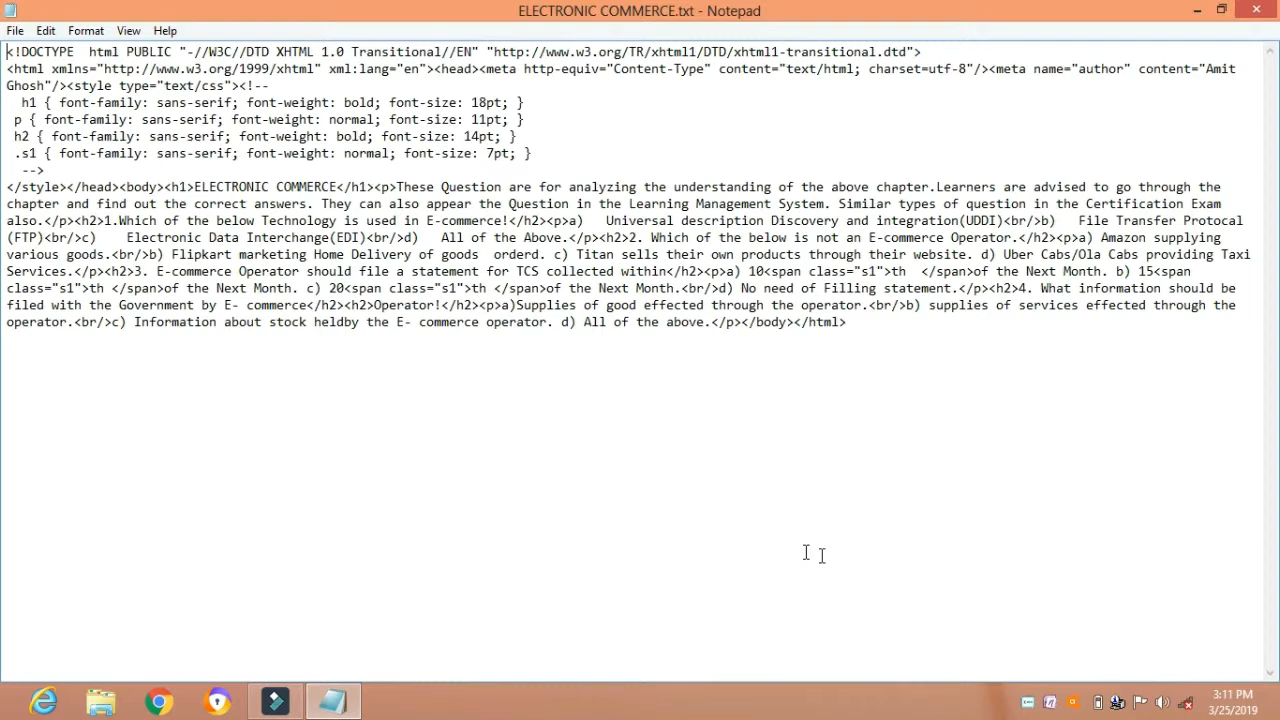 ELECTRONIC COMMERCE.txt - Notepad
File Edit Format View Help
<!DOCTYPE  html PUBLIC "-//W3C//DTD XHTML 1.0 Transitional//EN" "http://www.w3.org/TR/xhtml1/DTD/xhtml1-transitional.dtd">
<html xmlns="http://www.w3.org/1999/xhtml" xml:lang="en"><head><meta http-equiv="Content-Type" content="text/html; charset=utf-8"/><meta name="author" content="Amit
Ghosh"/><style type="text/css"><!--
  h1 { font-family: sans-serif; font-weight: bold; font-size: 18pt; }
 p { font-family: sans-serif; font-weight: normal; font-size: 11pt; }
 h2 { font-family: sans-serif; font-weight: bold; font-size: 14pt; }
 .s1 { font-family: sans-serif; font-weight: normal; font-size: 7pt; }
  -->
</style></head><body><h1>ELECTRONIC COMMERCE</h1><p>These Question are for analyzing the understanding of the above chapter.Learners are advised to go through the
chapter and find out the correct answers. They can also appear the Question in the Learning Management System. Similar types of question in the Certification Exam
also.</p><h2>1.Which of the below Technology is used in E-commerce!</h2><p>a)   Universal description Discovery and integration(UDDI)<br/>b)   File Transfer Protocal
(FTP)<br/>c)    Electronic Data Interchange(EDI)<br/>d)   All of the Above.</p><h2>2. Which of the below is not an E-commerce Operator.</h2><p>a) Amazon supplying
various goods.<br/>b) Flipkart marketing Home Delivery of goods  orderd. c) Titan sells their own products through their website. d) Uber Cabs/Ola Cabs providing Taxi
Services.</p><h2>3. E-commerce Operator should file a statement for TCS collected within</h2><p>a) 10<span class="s1">th  </span>of the Next Month. b) 15<span
class="s1">th </span>of the Next Month. c) 20<span class="s1">th </span>of the Next Month.<br/>d) No need of Filling statement.</p><h2>4. What information should be
filed with the Government by E- commerce</h2><h2>Operator!</h2><p>a)Supplies of good effected through the operator.<br/>b) supplies of services effected through the
operator.<br/>c) Information about stock heldby the E- commerce operator. d) All of the above.</p></body></html>
3:11 PM
3/25/2019